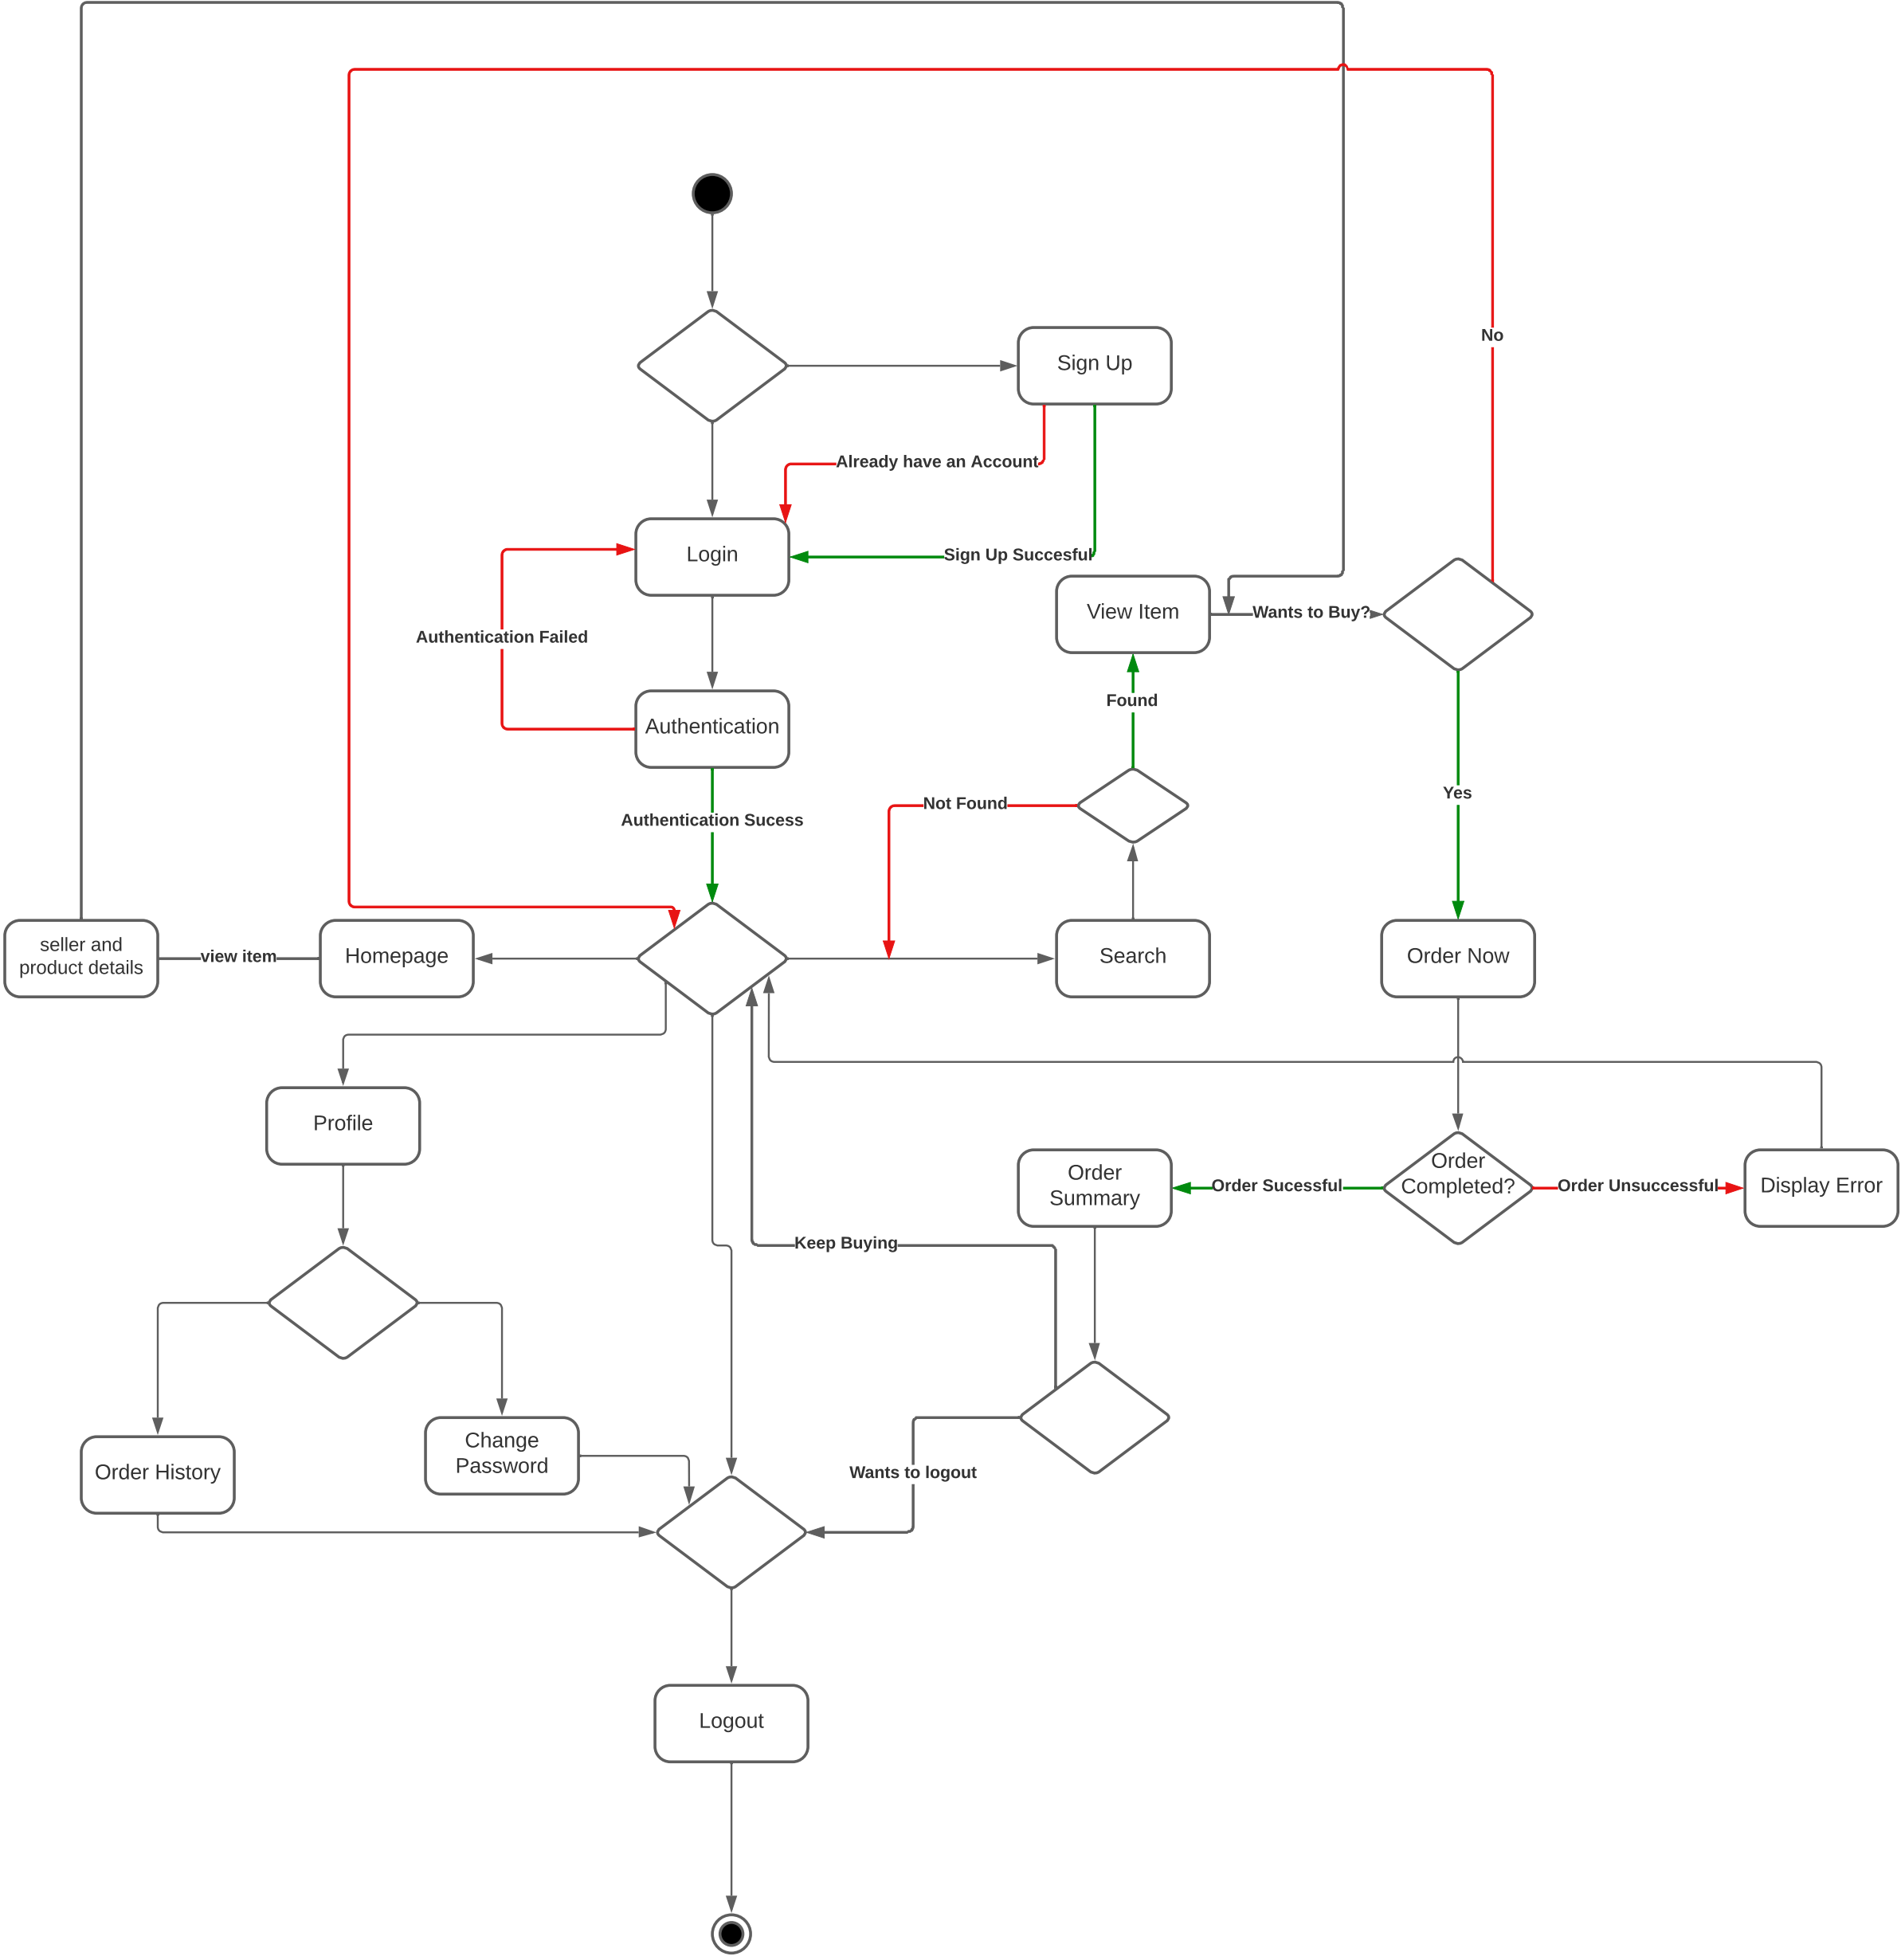 No
Sign Up
Already have an Account
Login
Sign Up Succesful
View Item
Wants to Buy?
Authentication Failed
Found
Authentication
Yes
Not Found
Authentication Sucess
seller and
product details
view item
Homepage
Search
Order Now
Profile
Order
Summary
Order Sucessful
Order
Completed?
Order Unsuccessful
Display Error
Keep Buying
Change
Password
Order History
Wants to logout
Logout